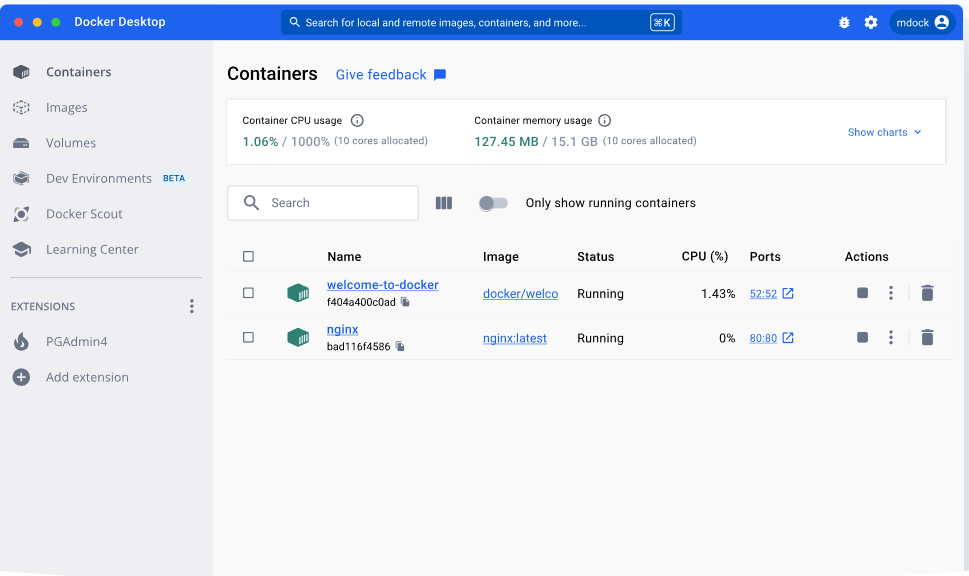 Docker Desktop
Search for local and remote images, containers, and more...
⌘K
mdock
Containers
Images
Volumes
Dev Environments BETA
Docker Scout
Learning Center
EXTENSIONS
PGAdmin4
Add extension
Containers Give feedback
Container CPU usage
1.06% / 1000% (10 cores allocated)
Container memory usage
127.45 MB / 15.1 GB (10 cores allocated)
Show charts
Search
Only show running containers
Name Image Status CPU (%) Ports Actions
welcome-to-docker
f404a400c0ad
docker/welco Running 1.43% 52:52
nginx
bad116f4586
nginx:latest Running 0% 80:80